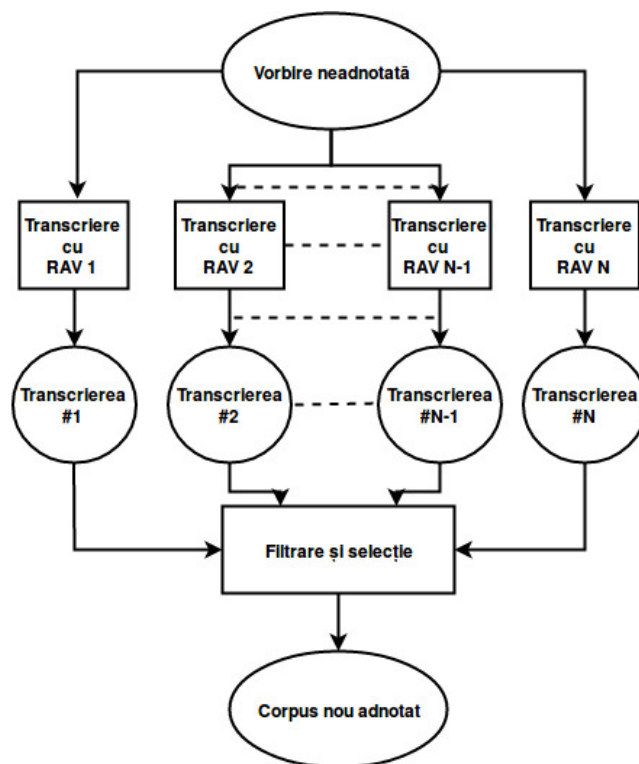 Vorbire neadnotată
Transcriere
cu
RAV 1
Transcriere
cu
RAV 2
Transcriere
cu
RAV N-1
Transcriere
cu
RAV N
Transcrierea
#1
Transcrierea
#2
Transcrierea
#N-1
Transcrierea
#N
Filtrare și selecție
Corpus nou adnotat